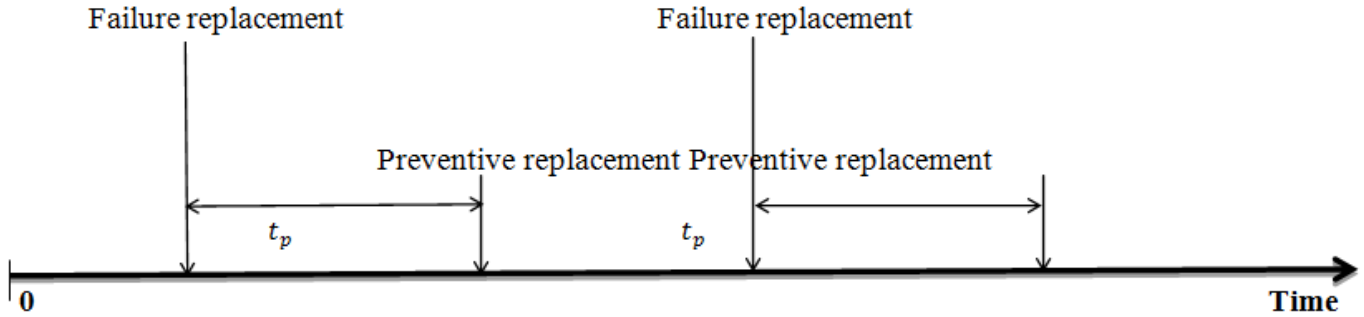 Failure replacement Failure replacement
Preventive replacement Preventive replacement
t_p t_p
0 Time